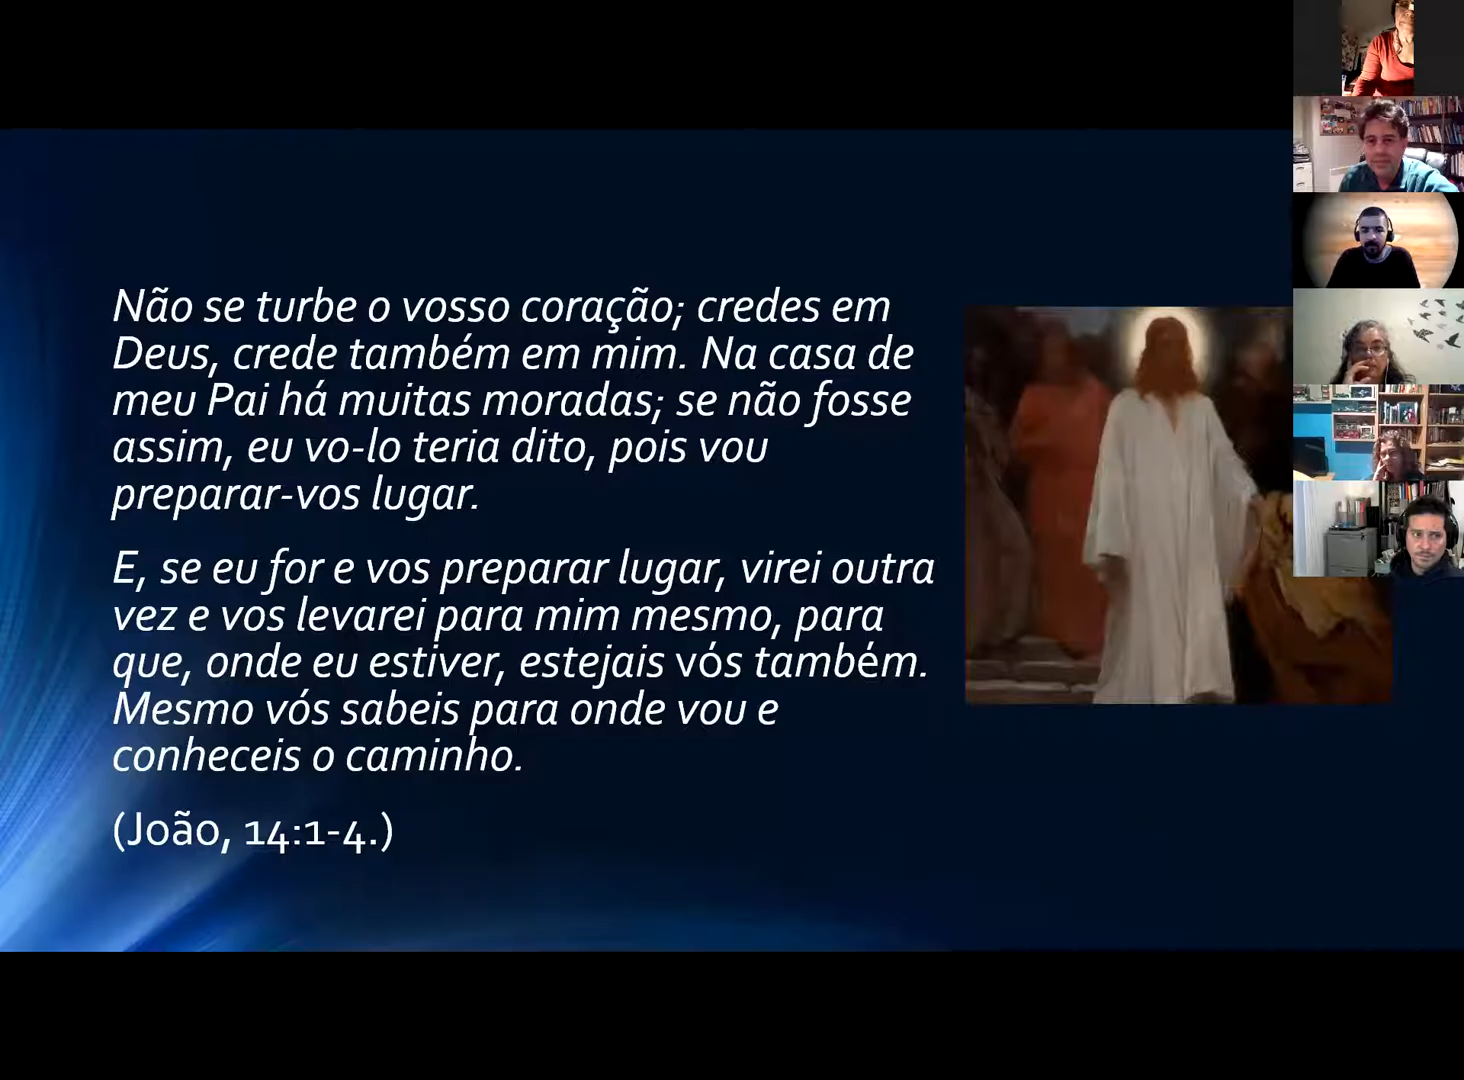 Não se turbe o vosso coração; credes em
Deus, crede também em mim. Na casa de
meu Pai há muitas moradas; se não fosse
assim, eu vo-lo teria dito, pois vou
preparar-vos lugar.
E, se eu for e vos preparar lugar, virei outra
vez e vos levarei para mim mesmo, para
que, onde eu estiver, estejais vós também.
Mesmo vós sabeis para onde vou e
conheceis o caminho.
(João, 14:1-4.)